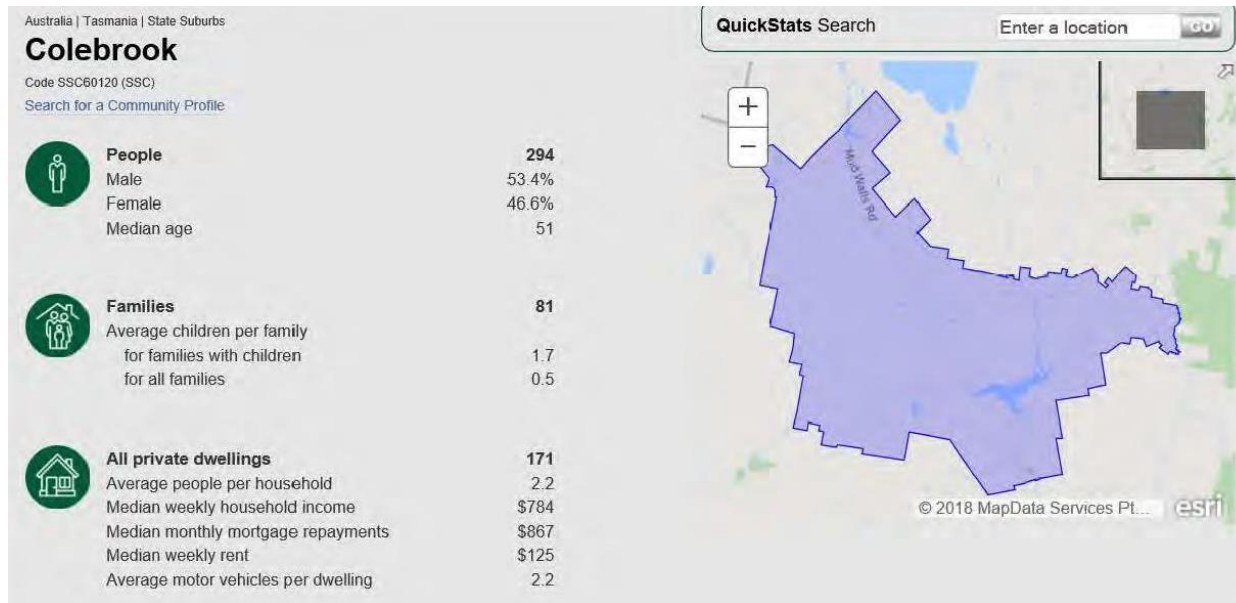 Australia | Tasmania | State Suburbs
Colebrook
Code SSC60120 (SSC)
Search for a Community Profile
People 294
Male 53.4%
Female 46.6%
Median age 51
Families 81
Average children per family
for families with children 1.7
for all families 0.5
All private dwellings 171
Average people per household 2.2
Median weekly household income $784
Median monthly mortgage repayments $867
Median weekly rent $125
Average motor vehicles per dwelling 2.2
QuickStats Search Enter a location GO
+
−
Mud Walls Rd
© 2018 MapData Services Pt... esri